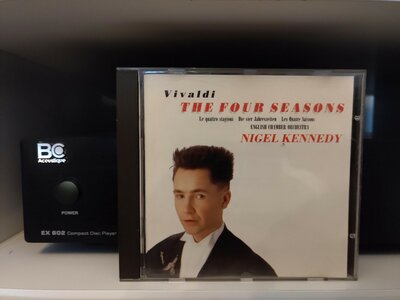 Vivaldi
THE FOUR SEASONS
Le quattro stagioni · Die vier Jahreszeiten · Les Quatre Saisons
ENGLISH CHAMBER ORCHESTRA
NIGEL KENNEDY
BC
Acoustique
POWER
EX 602 Compact Disc Player